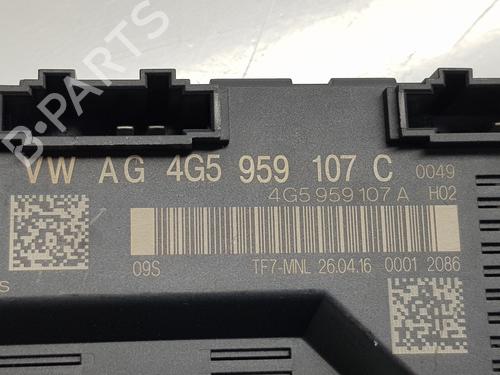 B-PARTS
VW AG 4G5 959 107 C 0049
4G5 959 107 A H02
09S TF7-MNL 26.04.16 0001 2086
S